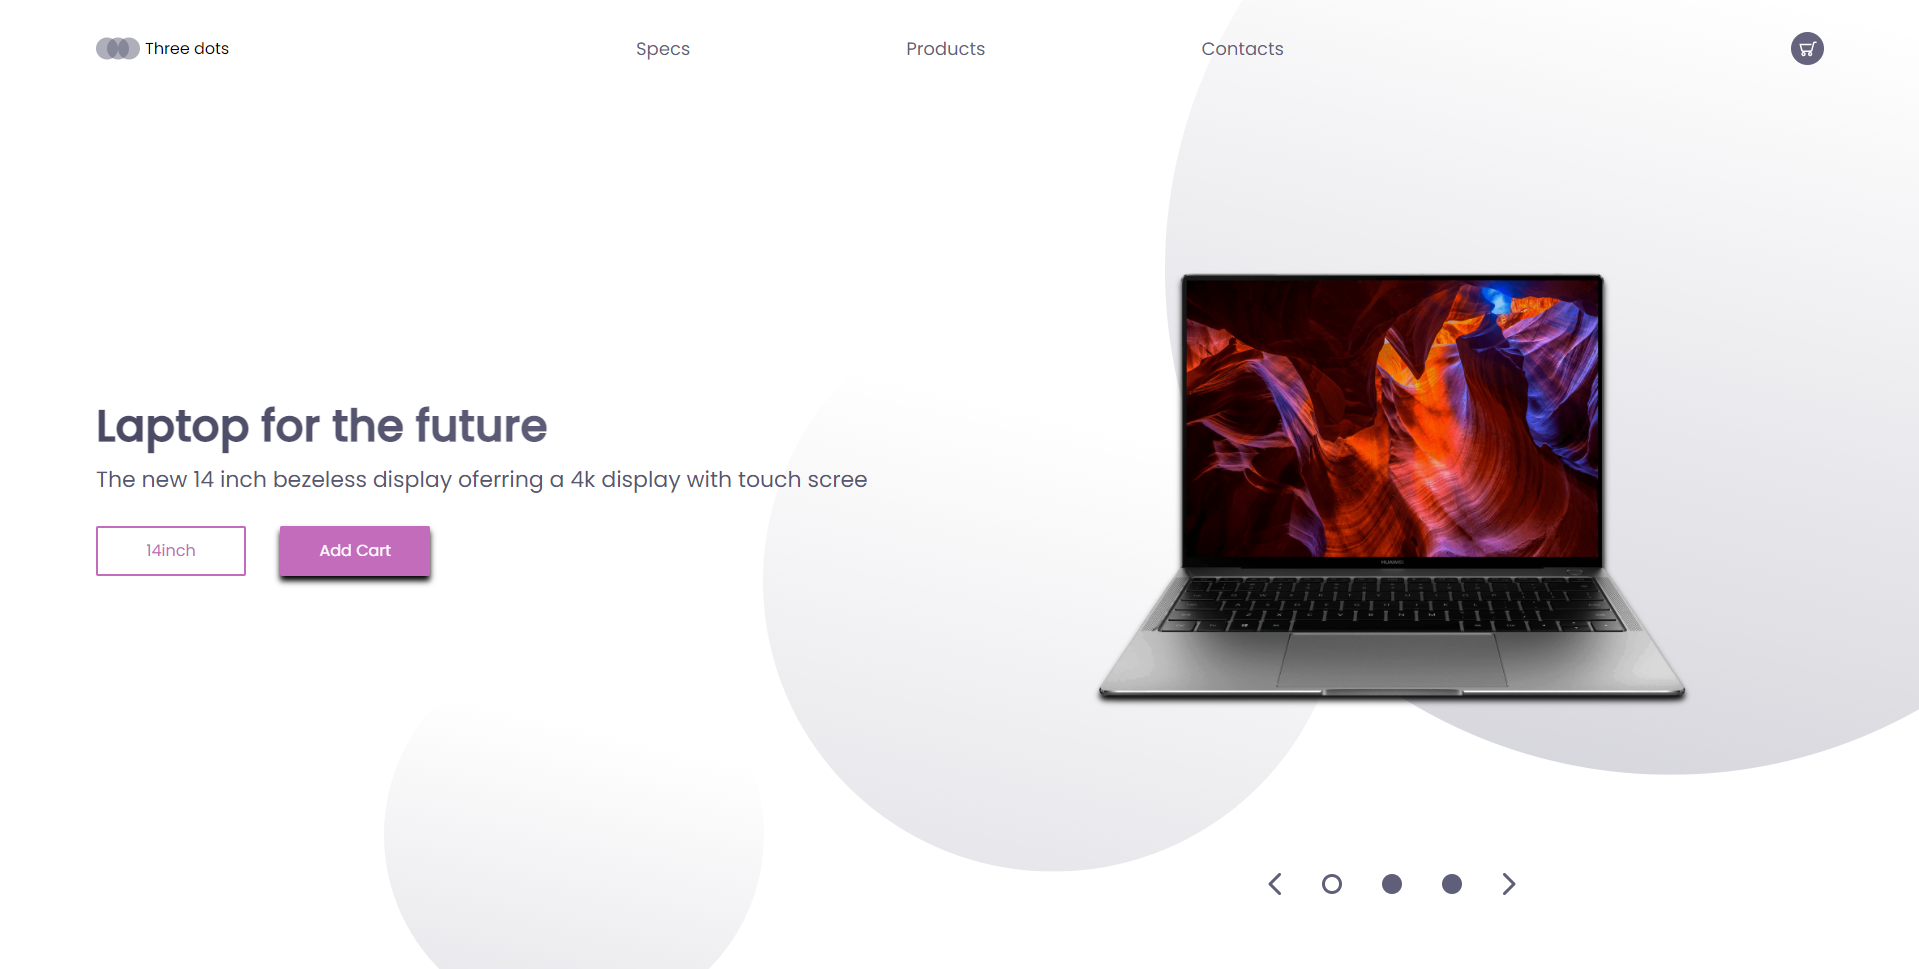 Three dots
Specs
Products
Contacts
Laptop for the future
The new 14 inch bezeless display oferring a 4k display with touch scree
14inch
Add Cart
HUAWEI